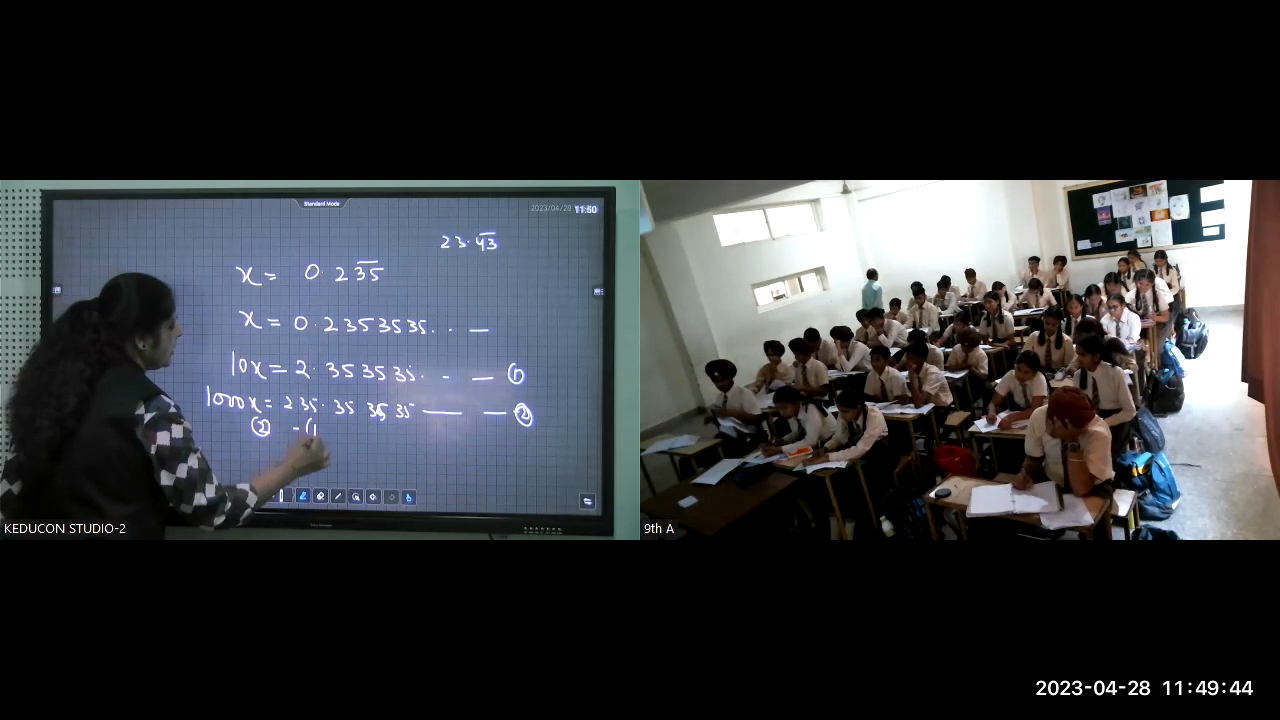 Standard Mode
2023/04/28 11:50
23.4̅3̅
x = 0.23̅5̅
x = 0.2353535.. —
10x = 2.353535.. - — ①
1000x = 235.353535 — — ②
② - (1
KEDUCON STUDIO-2
9th A
2023-04-28 11:49:44